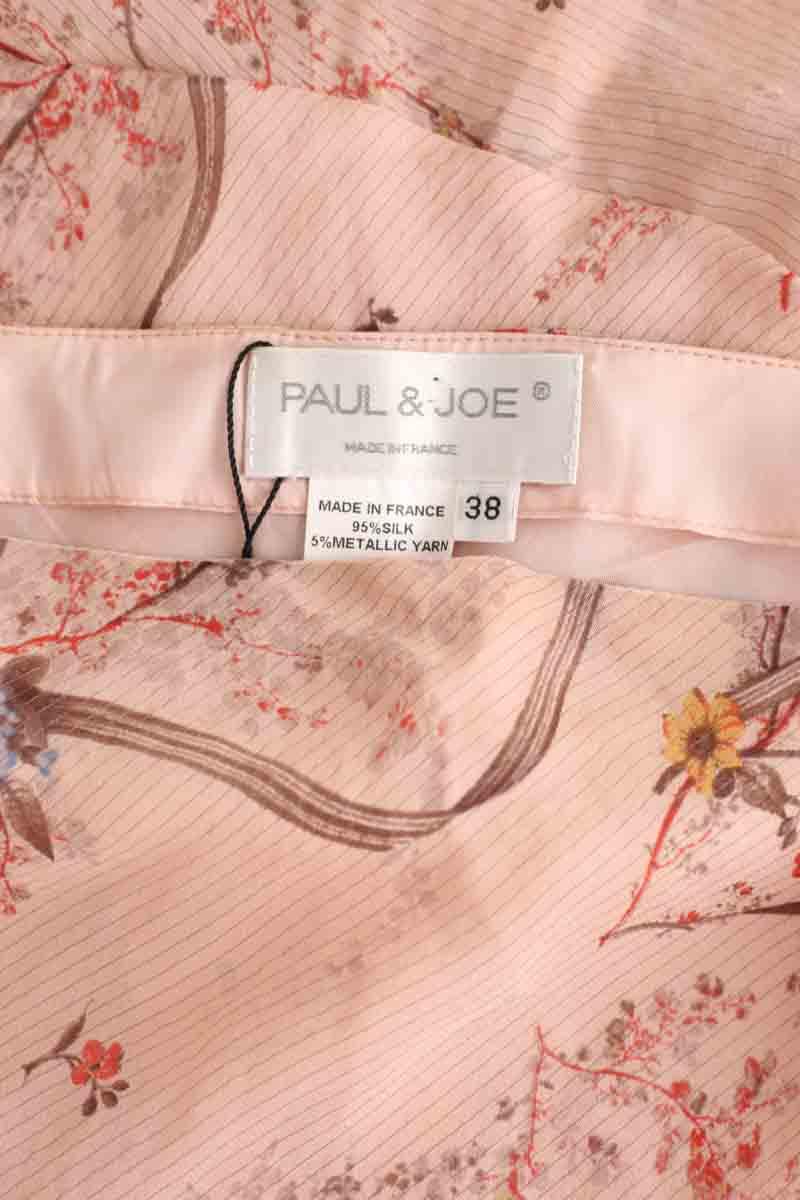 PAUL & JOE ®
MADE IN FRANCE
MADE IN FRANCE
95%SILK
5%METALLIC YARN
38